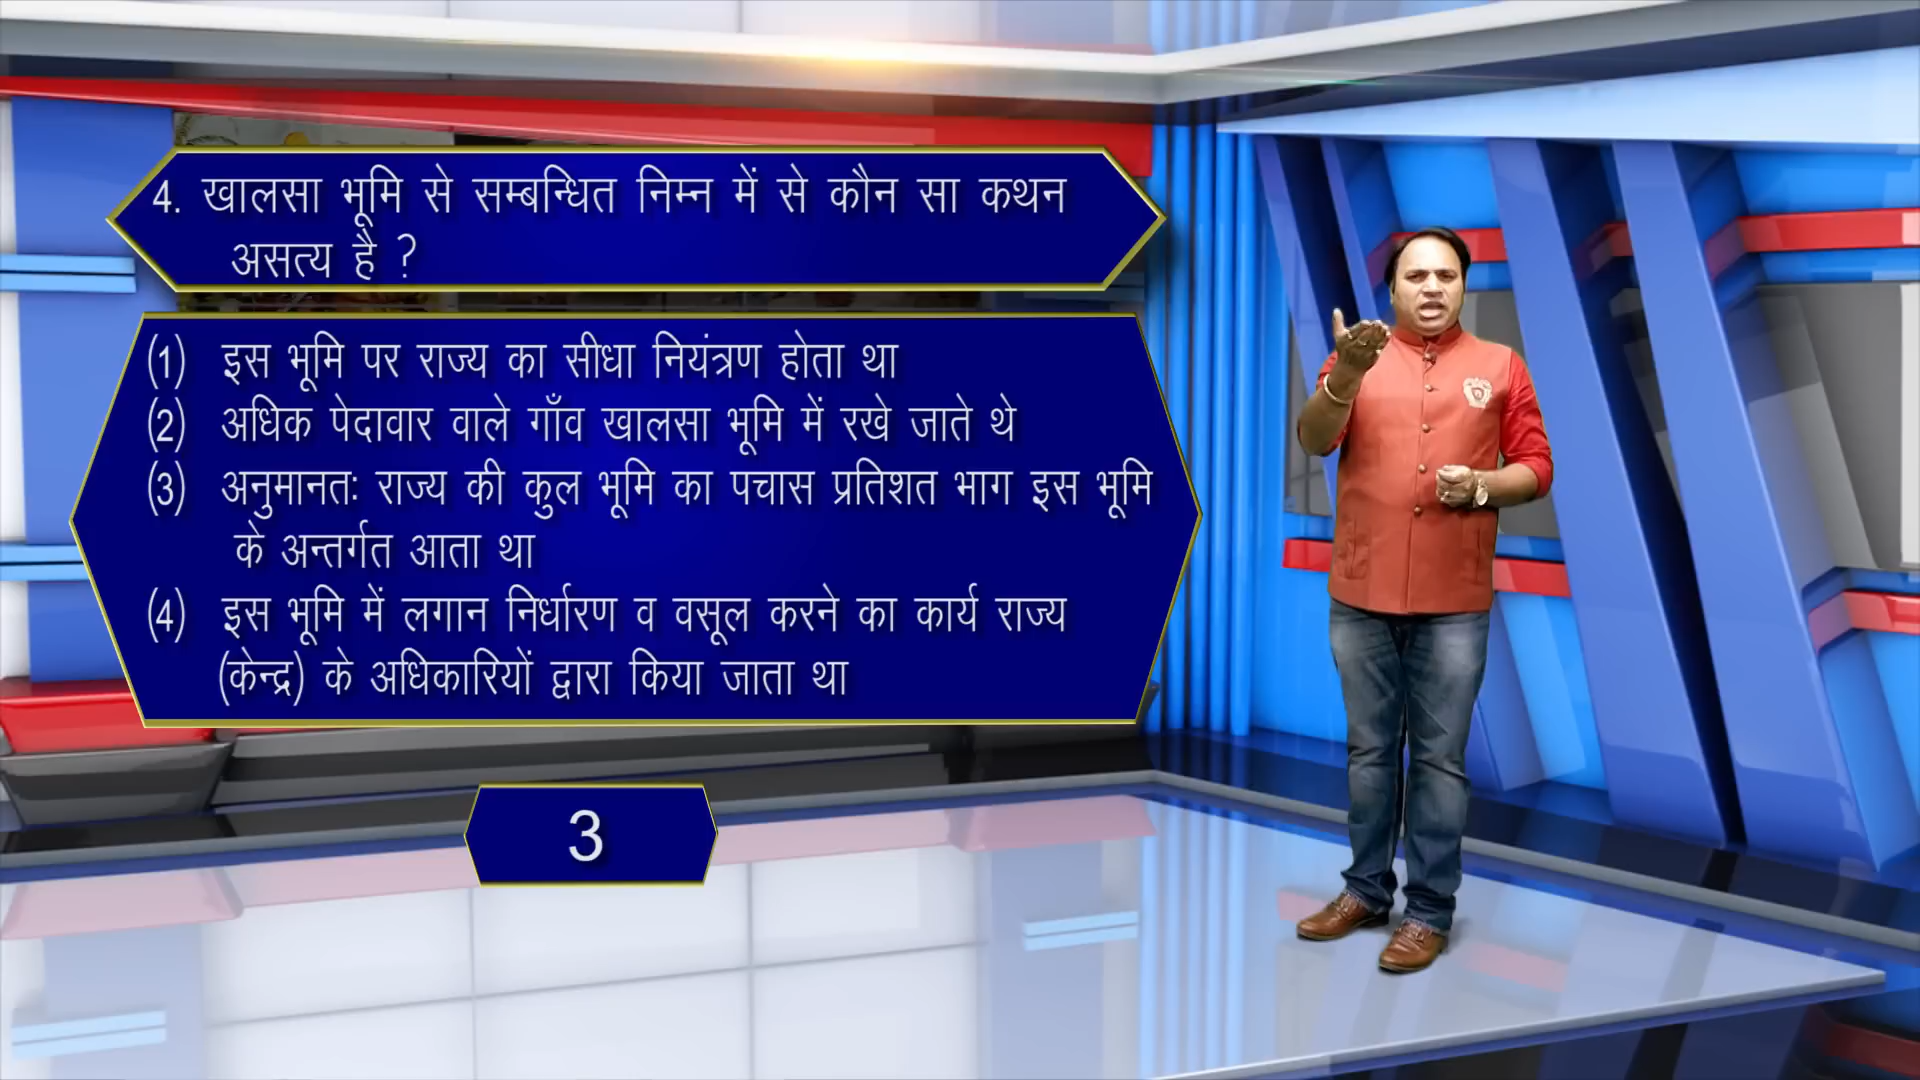 4. खालसा भूमि से सम्बन्धित निम्न में से कौन सा कथन
असत्य है ?
(1) इस भूमि पर राज्य का सीधा नियंत्रण होता था
(2) अधिक पेदावार वाले गाँव खालसा भूमि में रखे जाते थे
(3) अनुमानतः राज्य की कुल भूमि का पचास प्रतिशत भाग इस भूमि
के अन्तर्गत आता था
(4) इस भूमि में लगान निर्धारण व वसूल करने का कार्य राज्य
(केन्द्र) के अधिकारियों द्वारा किया जाता था
3